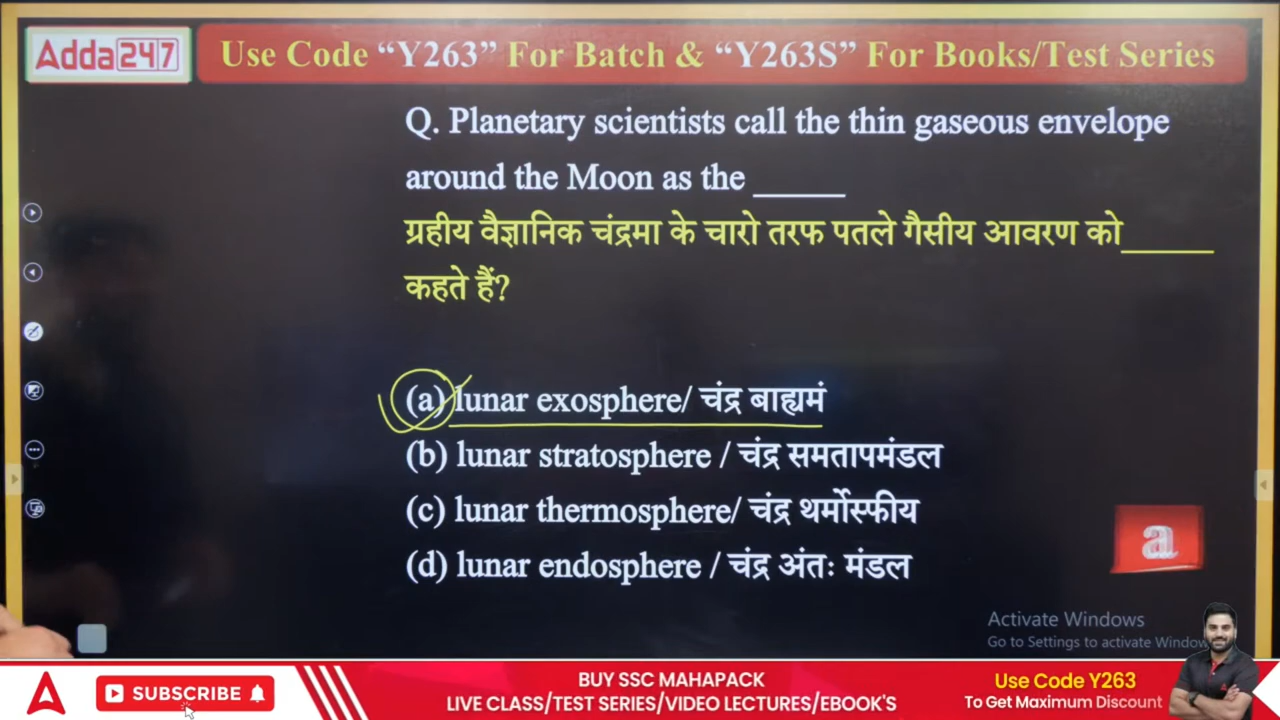 Adda247
Use Code “Y263” For Batch & “Y263S” For Books/Test Series
Q. Planetary scientists call the thin gaseous envelope
around the Moon as the ______
ग्रहीय वैज्ञानिक चंद्रमा के चारो तरफ पतले गैसीय आवरण को______
कहते हैं?
(a) lunar exosphere/ चंद्र बाह्यमं
(b) lunar stratosphere / चंद्र समतापमंडल
(c) lunar thermosphere/ चंद्र थर्मोस्फीय
(d) lunar endosphere / चंद्र अंतः मंडल
a
Activate Windows
Go to Settings to activate Window
SUBSCRIBE
BUY SSC MAHAPACK
LIVE CLASS/TEST SERIES/VIDEO LECTURES/EBOOK'S
Use Code Y263
To Get Maximum Discount